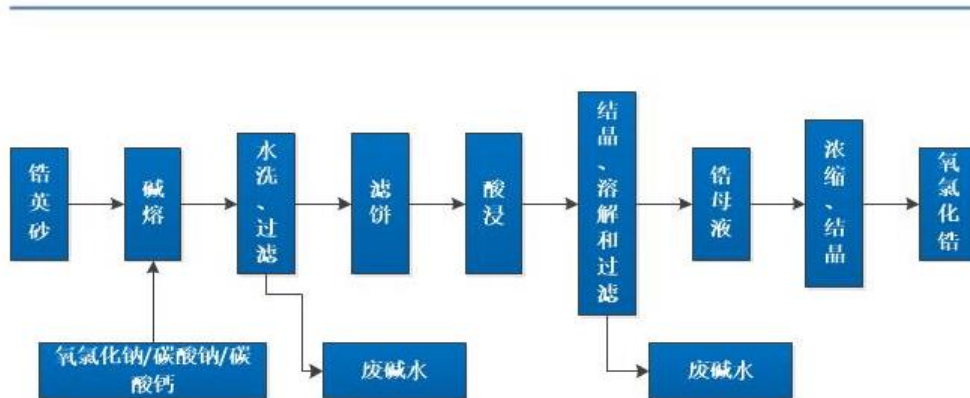 锆英砂
碱熔
水洗、过滤
滤饼
酸浸
结晶、溶解和过滤
锆母液
浓缩、结晶
氧氯化锆
氧氯化钠/碳酸钠/碳
酸钙
废碱水
废碱水